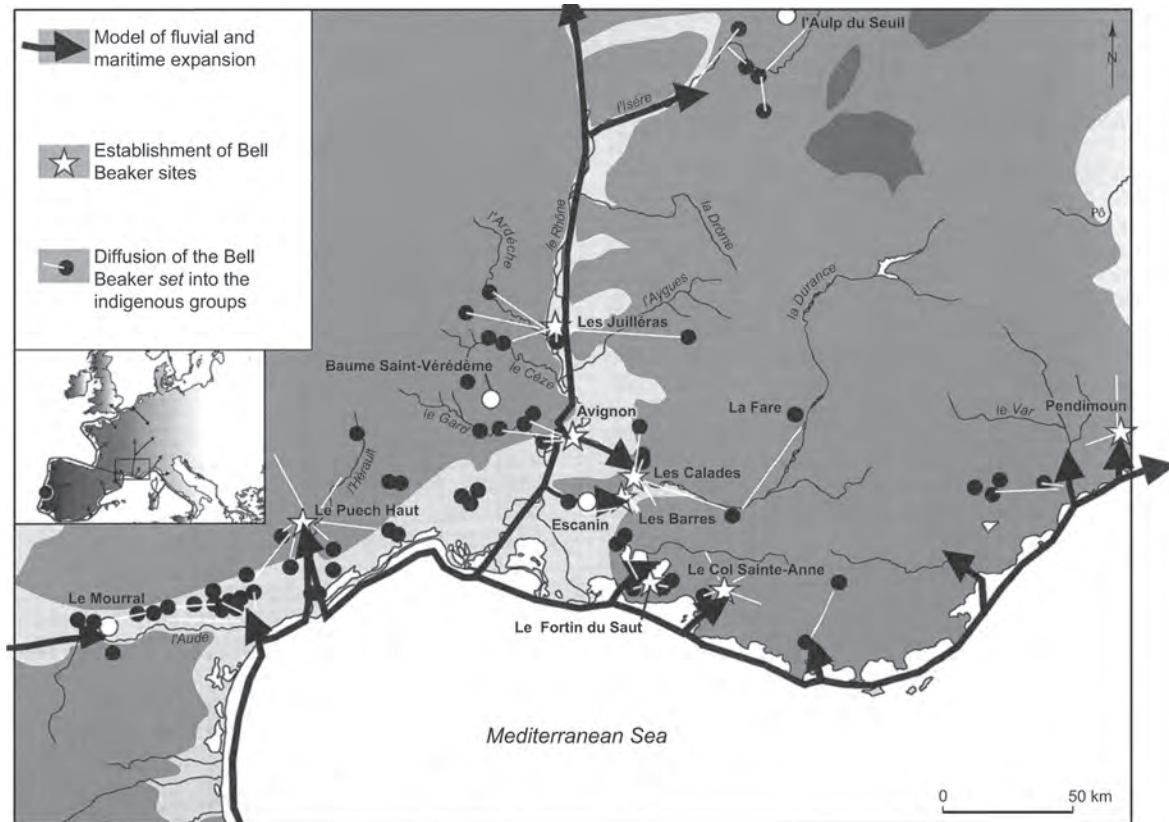 Model of fluvial and
maritime expansion
Establishment of Bell
Beaker sites
Diffusion of the Bell
Beaker set into the
indigenous groups
l'Aulp du Seuil
N
l'Isère
Pô
l'Ardèche
le Rhône
la Drôme
l'Aygues
la Durance
Les Juilléras
Baume Saint-Vérédème
le Cèze
le Gard
Avignon
La Fare
le Var
Pendimoun
l'Hérault
Les Calades
Le Puech Haut
Escanin
Les Barres
Le Mourral
Le Col Sainte-Anne
l'Aude
Le Fortin du Saut
Mediterranean Sea
0 50 km